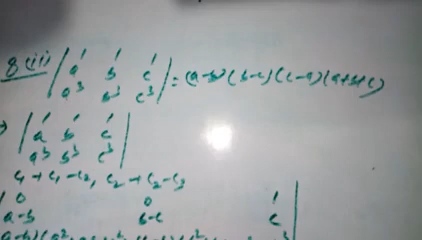 8(ii) | 1 1 1 |
| a b c | = (a-b)(b-c)(c-a)(a+b+c)
| a³ b³ c³ |
→ | 1 1 1 |
| a b c |
| a³ b³ c³ |
c₁ → c₁-c₂, c₂ → c₂-c₃
| 0 0 1 |
a-b b-c c